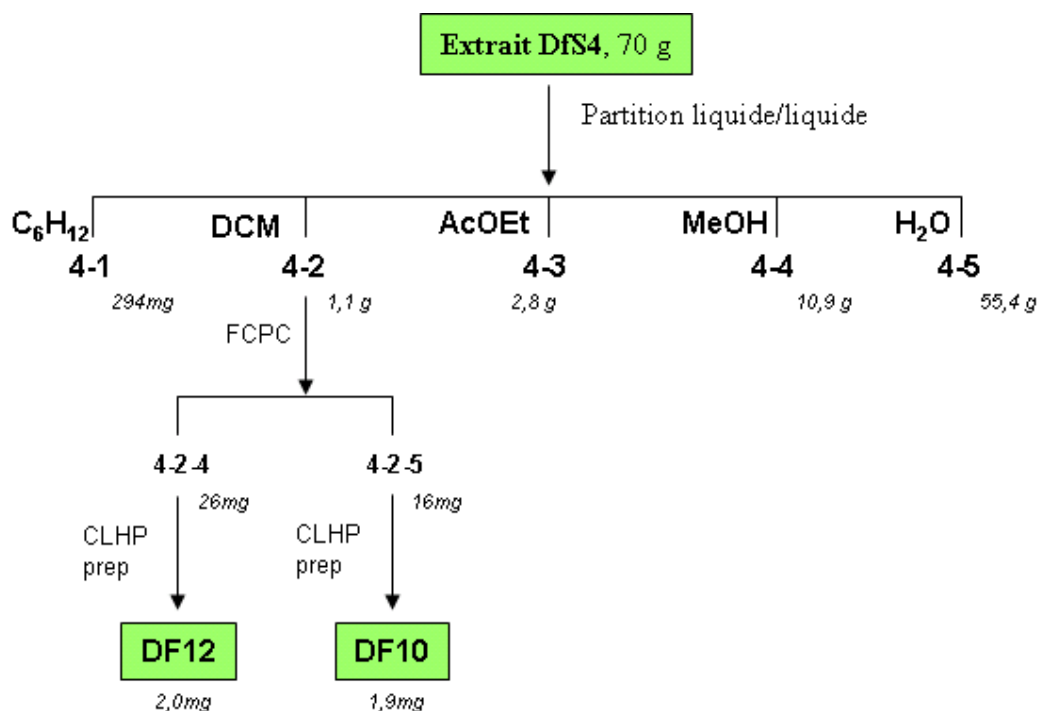 Extrait DfS4, 70 g
Partition liquide/liquide
C₆H₁₂ DCM AcOEt MeOH H₂O
4-1 4-2 4-3 4-4 4-5
294mg 1,1 g 2,8 g 10,9 g 55,4 g
FCPC
4-2-4 4-2-5
26mg 16mg
CLHP CLHP
prep prep
DF12 DF10
2,0mg 1,9mg